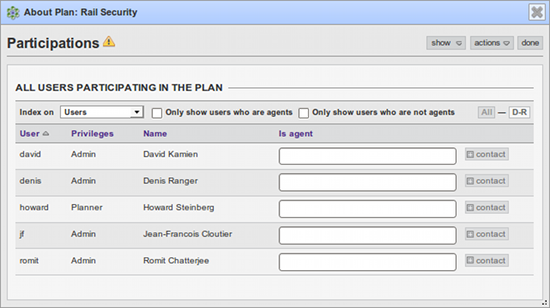 About Plan: Rail Security
Participations
show actions done
ALL USERS PARTICIPATING IN THE PLAN
Index on Users Only show users who are agents Only show users who are not agents All — D-R
User Privileges Name Is agent
david Admin David Kamien contact
denis Admin Denis Ranger contact
howard Planner Howard Steinberg contact
jf Admin Jean-Francois Cloutier contact
romit Admin Romit Chatterjee contact